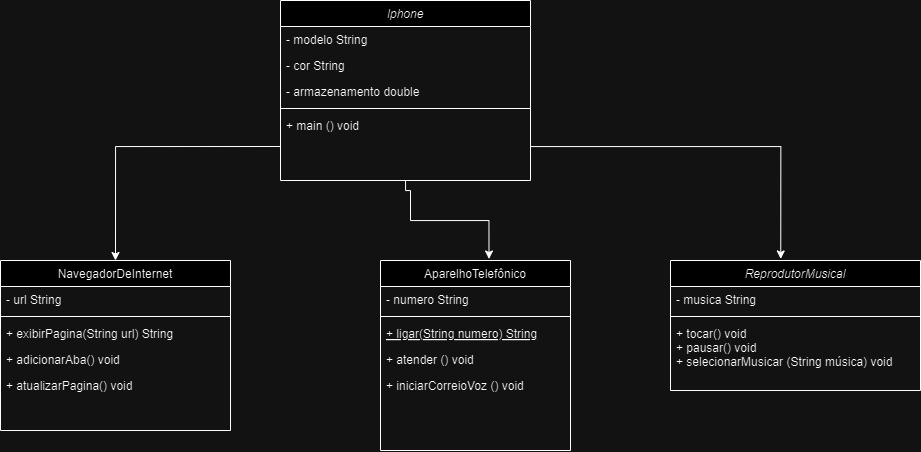 Iphone
- modelo String
- cor String
- armazenamento double
+ main () void
NavegadorDeInternet
- url String
+ exibirPagina(String url) String
+ adicionarAba() void
+ atualizarPagina() void
AparelhoTelefônico
- numero String
+ ligar(String numero) String
+ atender () void
+ iniciarCorreioVoz () void
ReprodutorMusical
- musica String
+ tocar() void
+ pausar() void
+ selecionarMusicar (String música) void